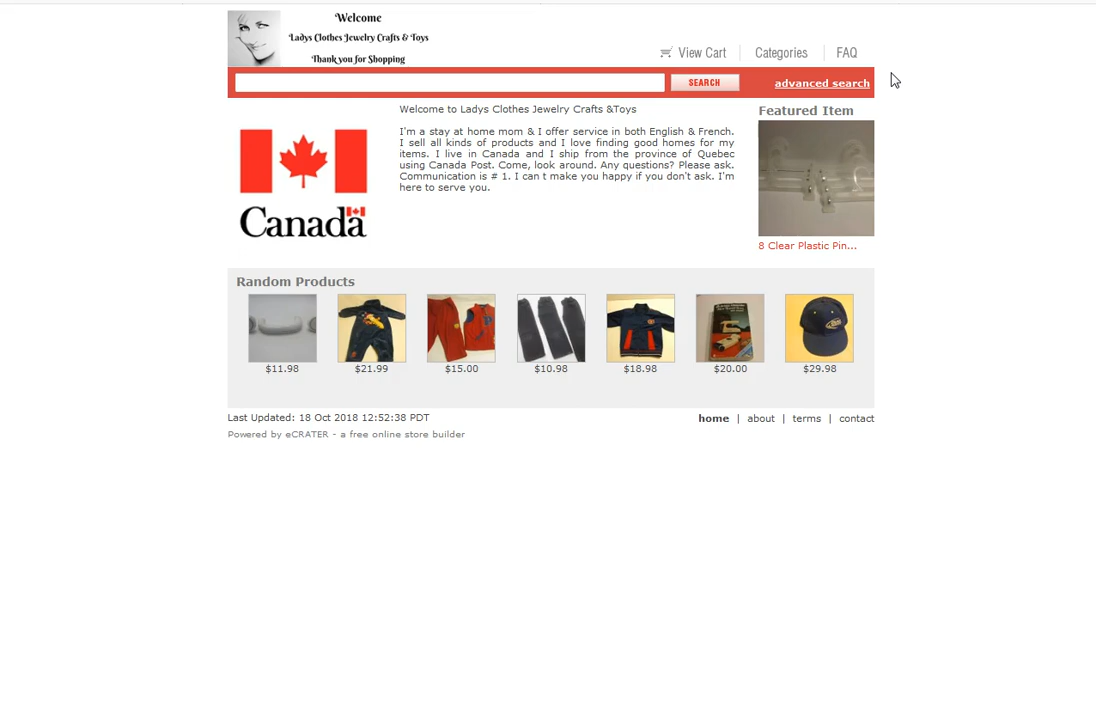 Welcome
Ladys Clothes Jewelry Crafts & Toys
Thank you for Shopping
View Cart
Categories
FAQ
SEARCH
advanced search
Welcome to Ladys Clothes Jewelry Crafts &Toys
I'm a stay at home mom & I offer service in both English & French.
I sell all kinds of products and I love finding good homes for my
items. I live in Canada and I ship from the province of Quebec
using Canada Post. Come, look around. Any questions? Please ask.
Communication is # 1. I can t make you happy if you don't ask. I'm
here to serve you.
Canada
Featured Item
8 Clear Plastic Pin...
Random Products
$11.98
$21.99
$15.00
$10.98
$18.98
$20.00
$29.98
Last Updated: 18 Oct 2018 12:52:38 PDT
home | about | terms | contact
Powered by eCRATER - a free online store builder